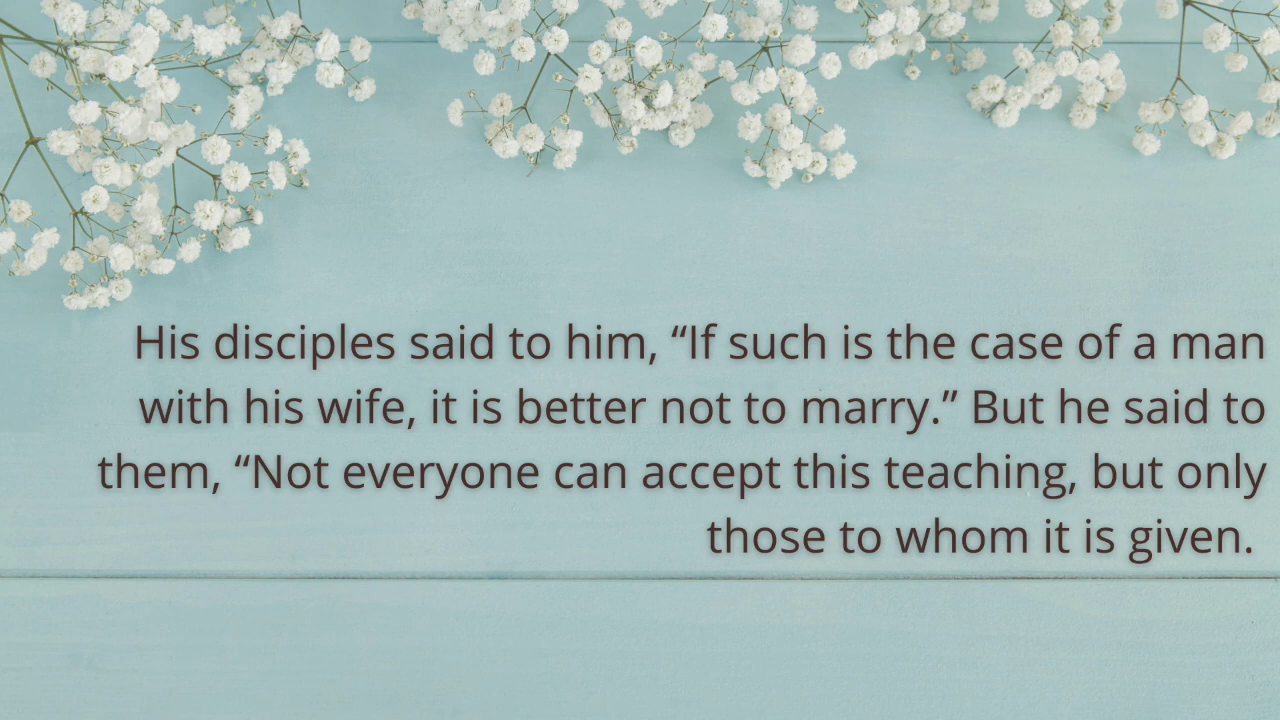 His disciples said to him, “If such is the case of a man
with his wife, it is better not to marry.” But he said to
them, “Not everyone can accept this teaching, but only
those to whom it is given.